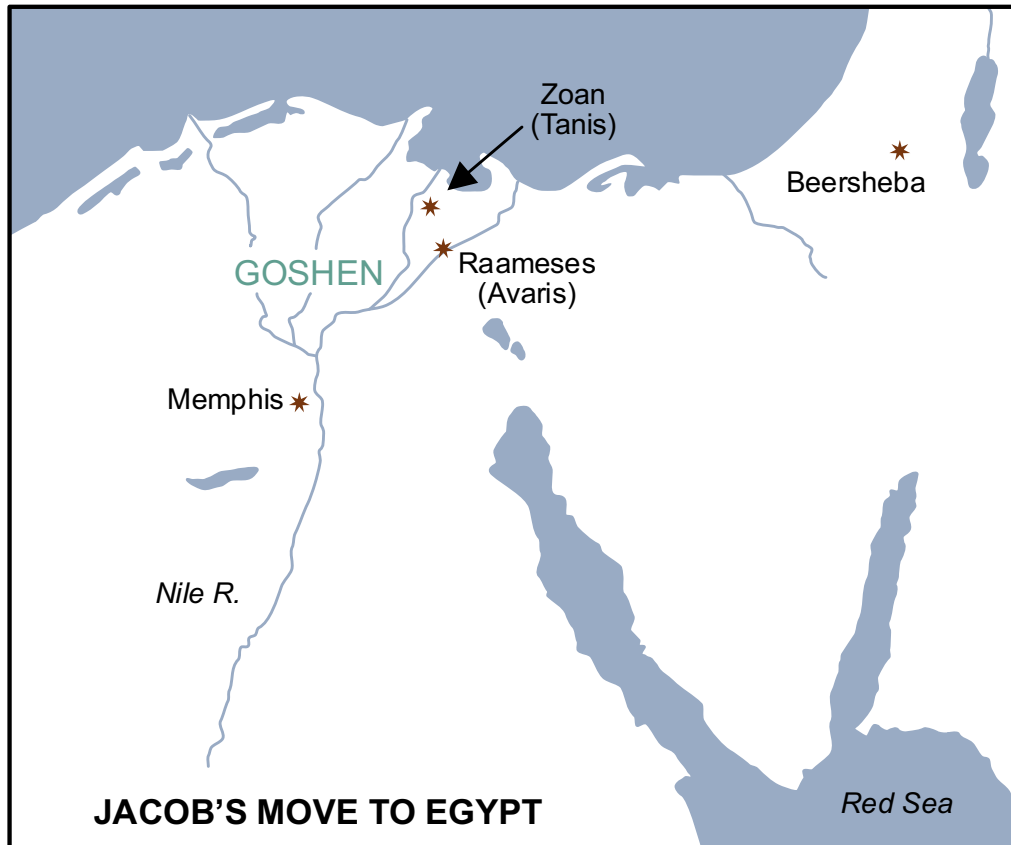 Zoan
(Tanis)
Beersheba
GOSHEN
Raameses
(Avaris)
Memphis
Nile R.
JACOB’S MOVE TO EGYPT
Red Sea